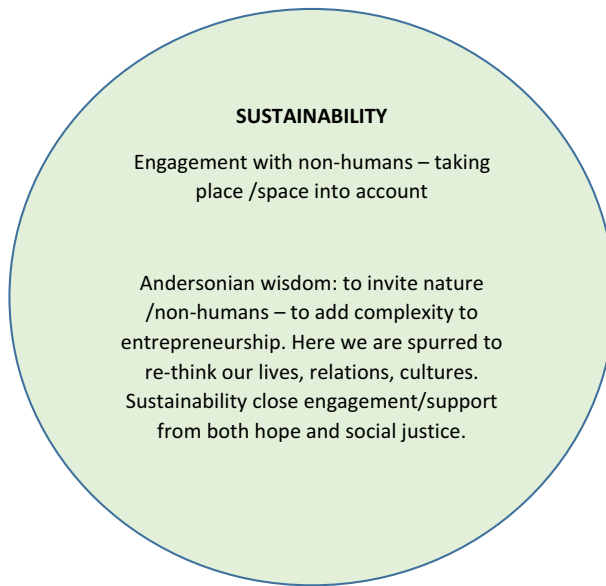 SUSTAINABILITY
Engagement with non-humans – taking
place /space into account
Andersonian wisdom: to invite nature
/non-humans – to add complexity to
entrepreneurship. Here we are spurred to
re-think our lives, relations, cultures.
Sustainability close engagement/support
from both hope and social justice.